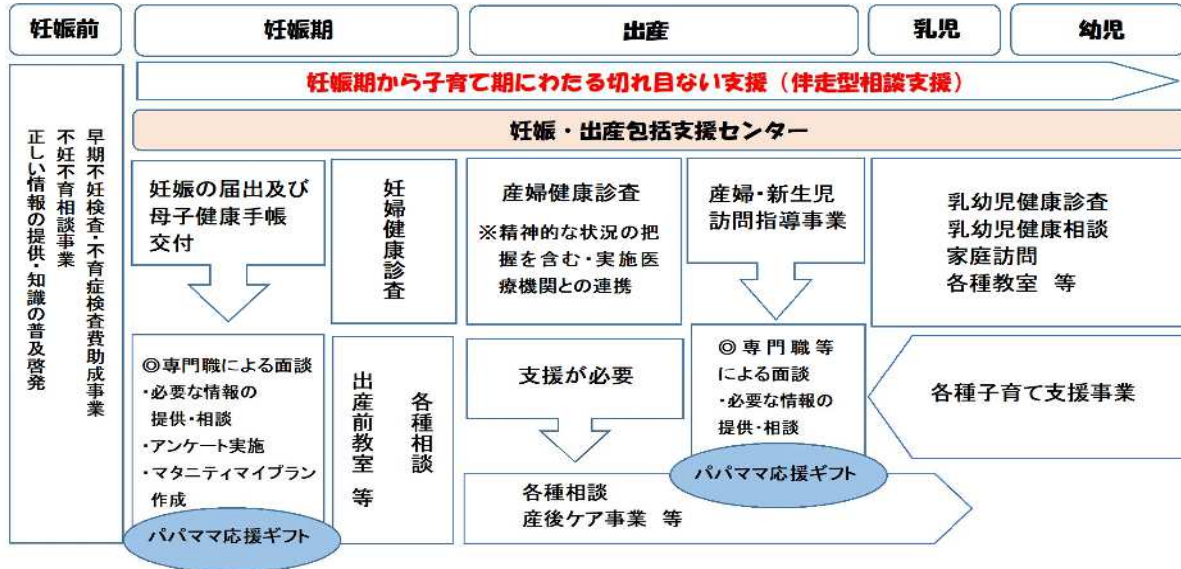 妊娠前
妊娠期
出産
乳児
幼児
妊娠期から子育て期にわたる切れ目ない支援（伴走型相談支援）
妊娠・出産包括支援センター
早期不妊検査・不育症検査費助成事業
不妊不育相談事業
正しい情報の提供・知識の普及啓発
妊娠の届出及び
母子健康手帳
交付
妊婦健康診査
産婦健康診査
※精神的な状況の把
握を含む・実施医
療機関との連携
産婦・新生児
訪問指導事業
乳幼児健康診査
乳幼児健康相談
家庭訪問
各種教室 等
◎専門職による面談
・必要な情報の
提供・相談
・アンケート実施
・マタニティマイプラン
作成
パパママ応援ギフト
各種相談
出産前教室 等
支援が必要
各種相談
産後ケア事業 等
◎専門職等
による面談
・必要な情報の
提供・相談
パパママ応援ギフト
各種子育て支援事業